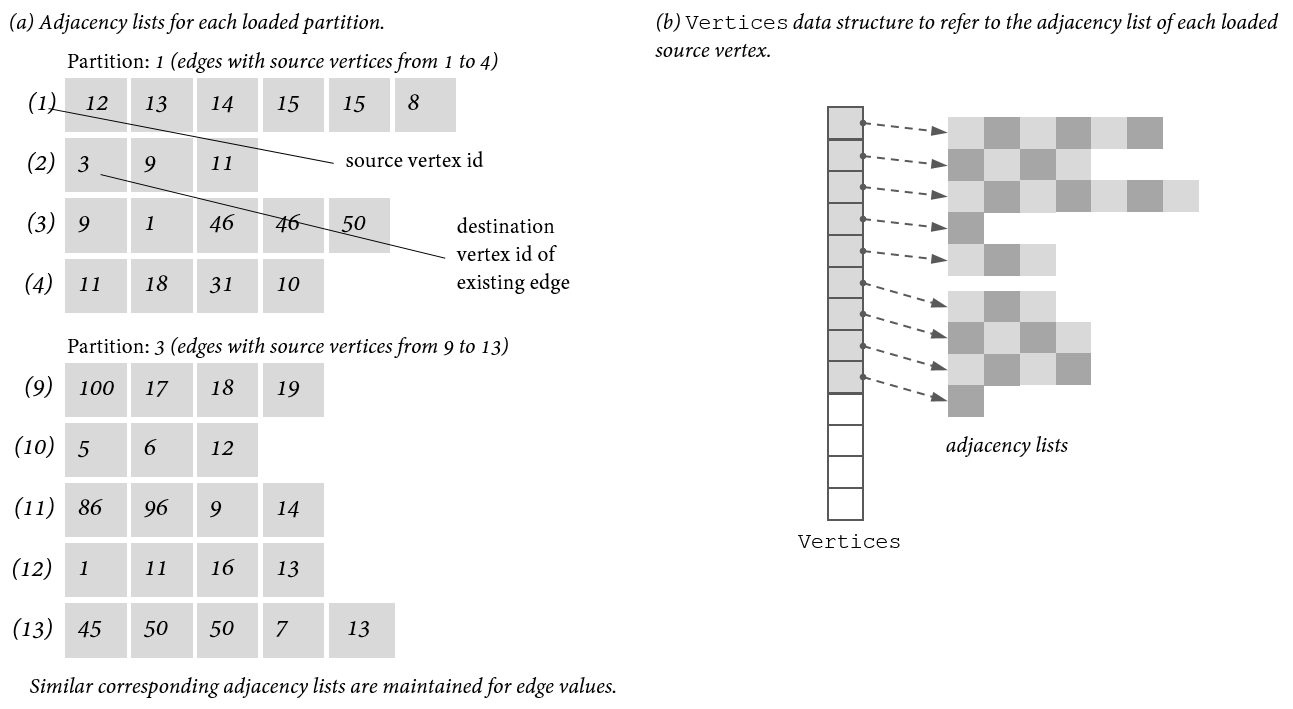 (a) Adjacency lists for each loaded partition.
Partition: 1 (edges with source vertices from 1 to 4)
(1) 12 13 14 15 15 8
source vertex id
(2) 3 9 11
(3) 9 1 46 46 50
destination
vertex id of
existing edge
(4) 11 18 31 10
Partition: 3 (edges with source vertices from 9 to 13)
(9) 100 17 18 19
(10) 5 6 12
(11) 86 96 9 14
(12) 1 11 16 13
(13) 45 50 50 7 13
Similar corresponding adjacency lists are maintained for edge values.
(b) Vertices data structure to refer to the adjacency list of each loaded
source vertex.
adjacency lists
Vertices